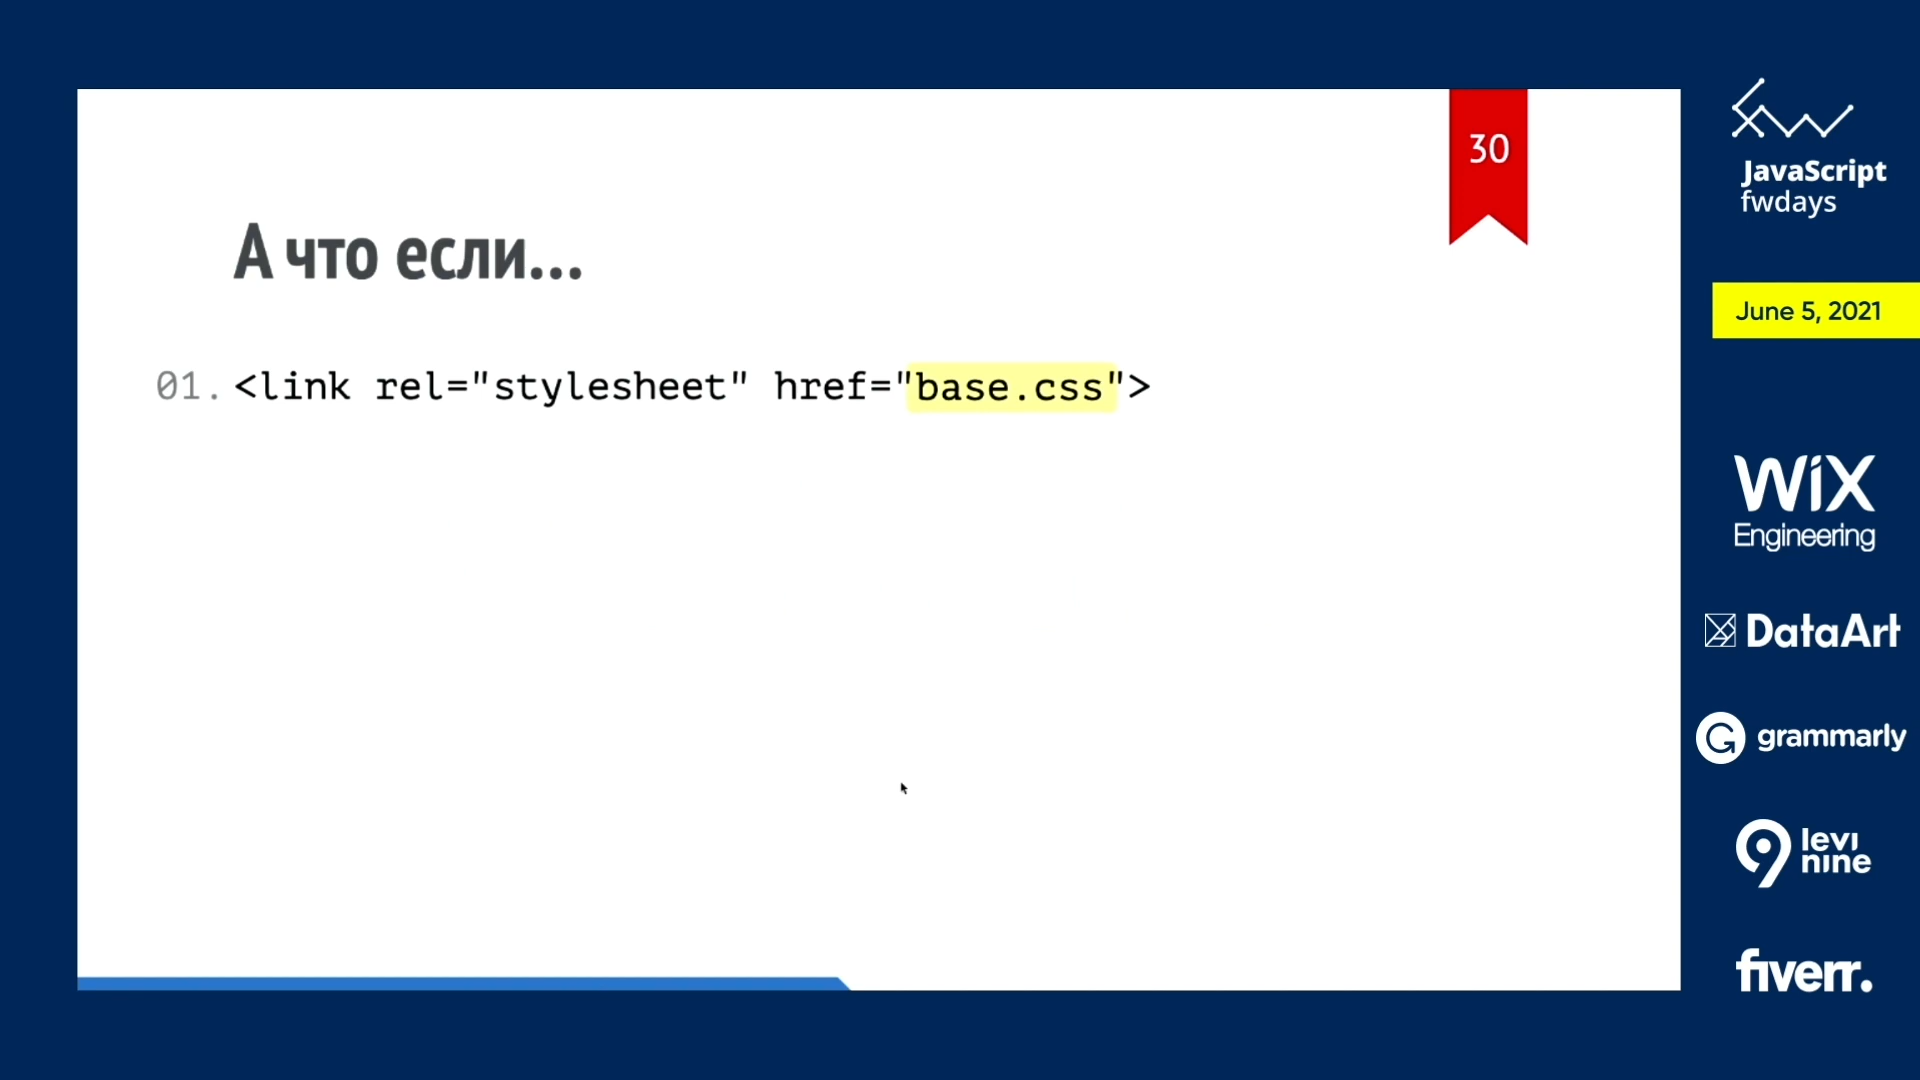 30
А что если...
01. <link rel="stylesheet" href="base.css">
JavaScript
fwdays
June 5, 2021
WiX
Engineering
DataArt
grammarly
9 levi
nine
fiverr.